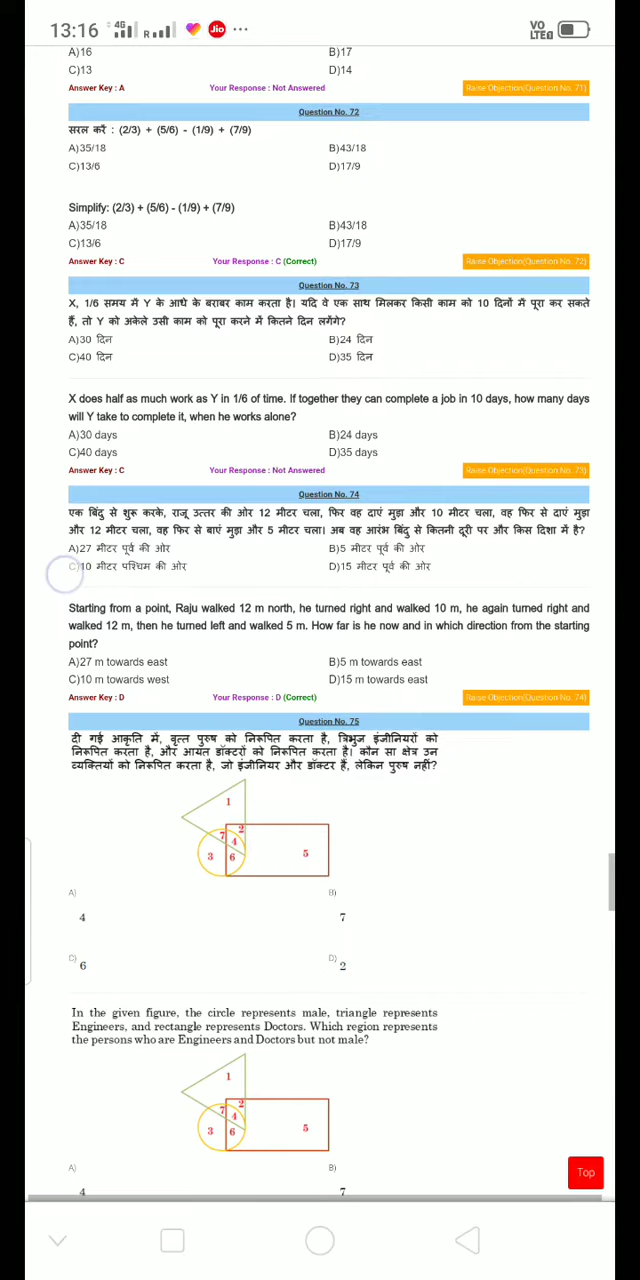 13:16 4G R Jio ... VO LTE
A)16 B)17
C)13 D)14
Answer Key : A Your Response : Not Answered Raise Objection(Question No. 71)
Question No. 72
सरल करें : (2/3) + (5/6) - (1/9) + (7/9)
A)35/18 B)43/18
C)13/6 D)17/9
Simplify: (2/3) + (5/6) - (1/9) + (7/9)
A)35/18 B)43/18
C)13/6 D)17/9
Answer Key : C Your Response : C (Correct) Raise Objection(Question No. 72)
Question No. 73
X, 1/6 समय में Y के आधे के बराबर काम करता है। यदि वे एक साथ मिलकर किसी काम को 10 दिनों में पूरा कर सकते
हैं, तो Y को अकेले उसी काम को पूरा करने में कितने दिन लगेंगे?
A)30 दिन B)24 दिन
C)40 दिन D)35 दिन
X does half as much work as Y in 1/6 of time. If together they can complete a job in 10 days, how many days
will Y take to complete it, when he works alone?
A)30 days B)24 days
C)40 days D)35 days
Answer Key : C Your Response : Not Answered Raise Objection(Question No. 73)
Question No. 74
एक बिंदु से शुरू करके, राजू उत्तर की ओर 12 मीटर चला, फिर वह दाएं मुड़ा और 10 मीटर चला, वह फिर से दाएं मुड़ा
और 12 मीटर चला, वह फिर से बाएं मुड़ा और 5 मीटर चला। अब वह आरंभ बिंदु से कितनी दूरी पर और किस दिशा में है?
A)27 मीटर पूर्व की ओर B)5 मीटर पूर्व की ओर
C)10 मीटर पश्चिम की ओर D)15 मीटर पूर्व की ओर
Starting from a point, Raju walked 12 m north, he turned right and walked 10 m, he again turned right and
walked 12 m, then he turned left and walked 5 m. How far is he now and in which direction from the starting
point?
A)27 m towards east B)5 m towards east
C)10 m towards west D)15 m towards east
Answer Key : D Your Response : D (Correct) Raise Objection(Question No. 74)
Question No. 75
दी गई आकृति में, वृत्त पुरुष को निरूपित करता है, त्रिभुज इंजीनियरों को
निरूपित करता है, और आयत डॉक्टरों को निरूपित करता है। कौन सा क्षेत्र उन
व्यक्तियों को निरूपित करता है, जो इंजीनियर और डॉक्टर हैं, लेकिन पुरुष नहीं?
1
2
7 4
3 6 5
A) B)
4 7
C) D)
6 2
In the given figure, the circle represents male, triangle represents
Engineers, and rectangle represents Doctors. Which region represents
the persons who are Engineers and Doctors but not male?
1
2
7 4
3 6 5
A) B)
Top
4 7